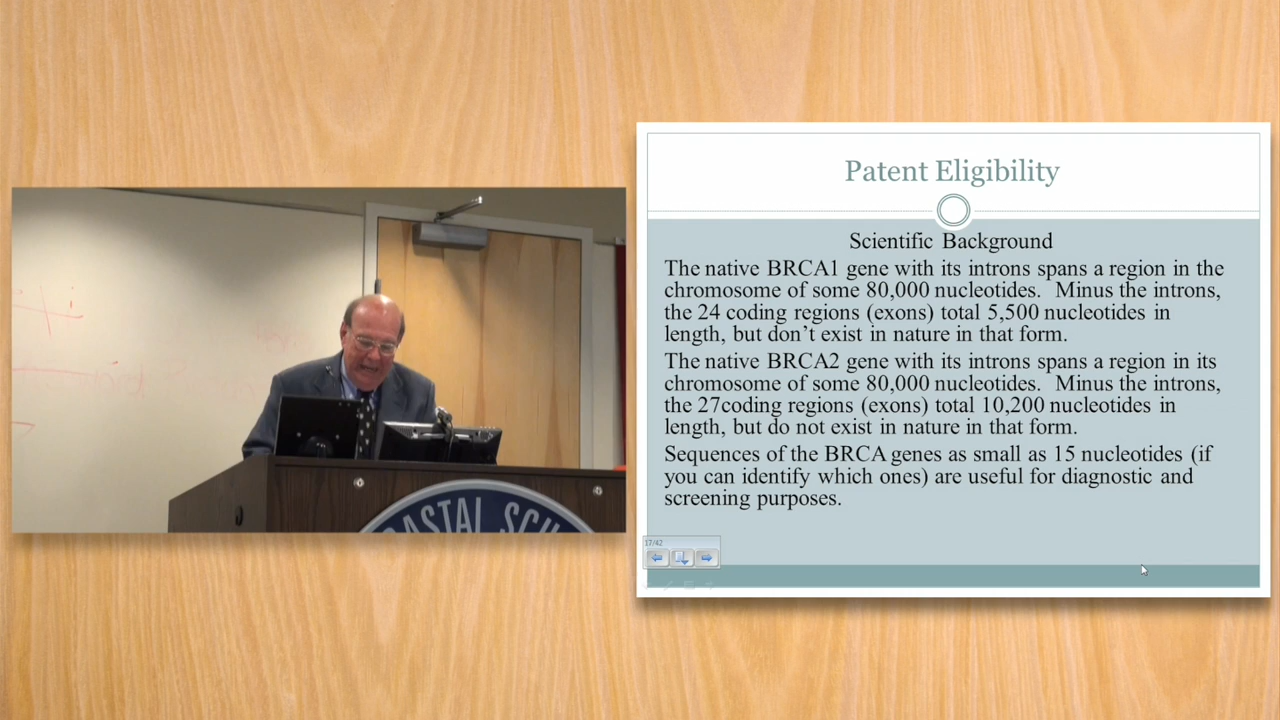 Patent Eligibility
Scientific Background
The native BRCA1 gene with its introns spans a region in the
chromosome of some 80,000 nucleotides. Minus the introns,
the 24 coding regions (exons) total 5,500 nucleotides in
length, but don't exist in nature in that form.
The native BRCA2 gene with its introns spans a region in its
chromosome of some 80,000 nucleotides. Minus the introns,
the 27coding regions (exons) total 10,200 nucleotides in
length, but do not exist in nature in that form.
Sequences of the BRCA genes as small as 15 nucleotides (if
you can identify which ones) are useful for diagnostic and
screening purposes.
17/42